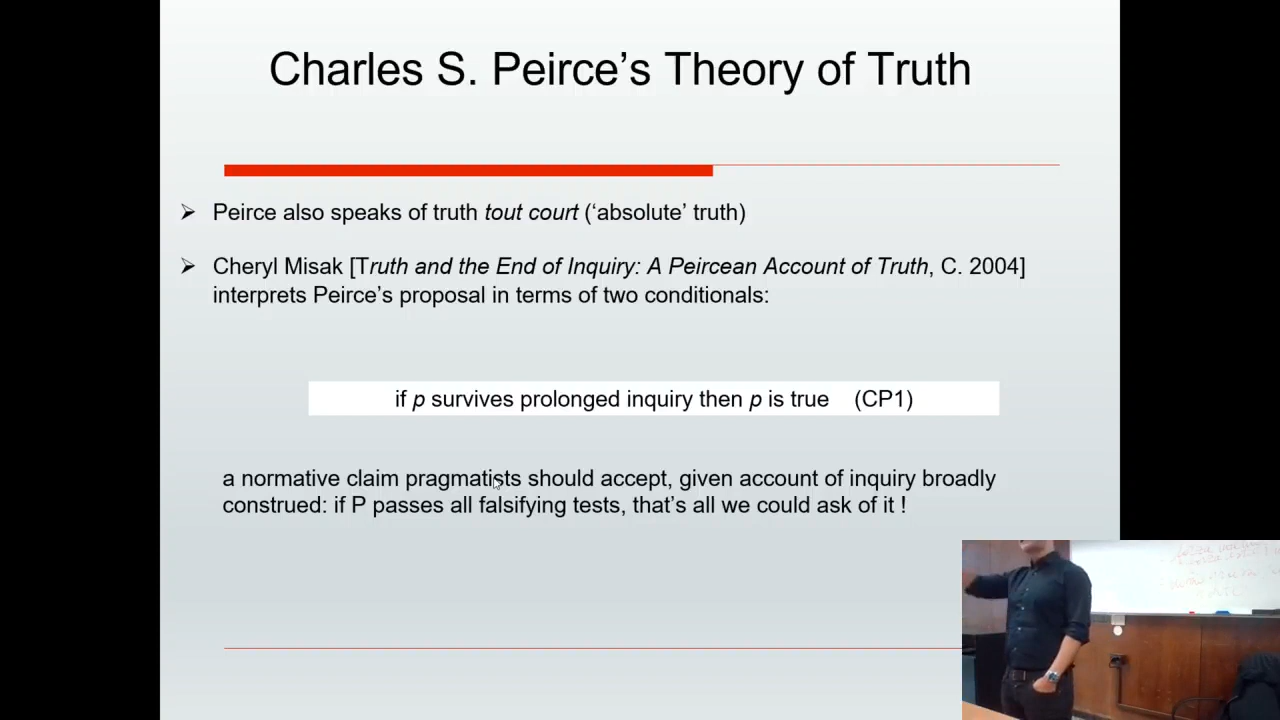 Charles S. Peirce’s Theory of Truth
➢ Peirce also speaks of truth tout court (‘absolute’ truth)
➢ Cheryl Misak [Truth and the End of Inquiry: A Peircean Account of Truth, C. 2004]
interprets Peirce’s proposal in terms of two conditionals:
if p survives prolonged inquiry then p is true (CP1)
a normative claim pragmatists should accept, given account of inquiry broadly
construed: if P passes all falsifying tests, that’s all we could ask of it !